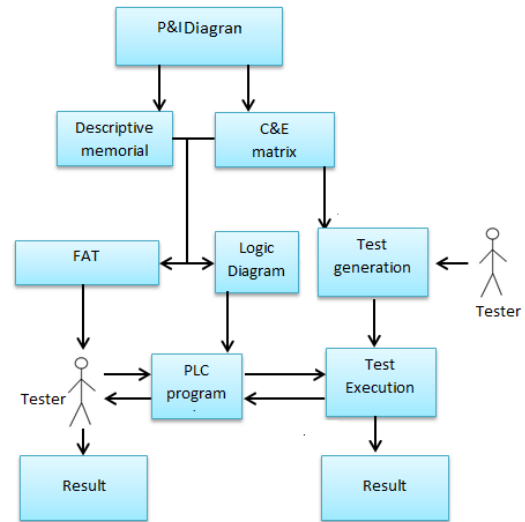 P&IDiagran
Descriptive
memorial
C&E
matrix
FAT
Logic
Diagram
Test
generation
Tester
Tester
PLC
program
Test
Execution
Result
Result